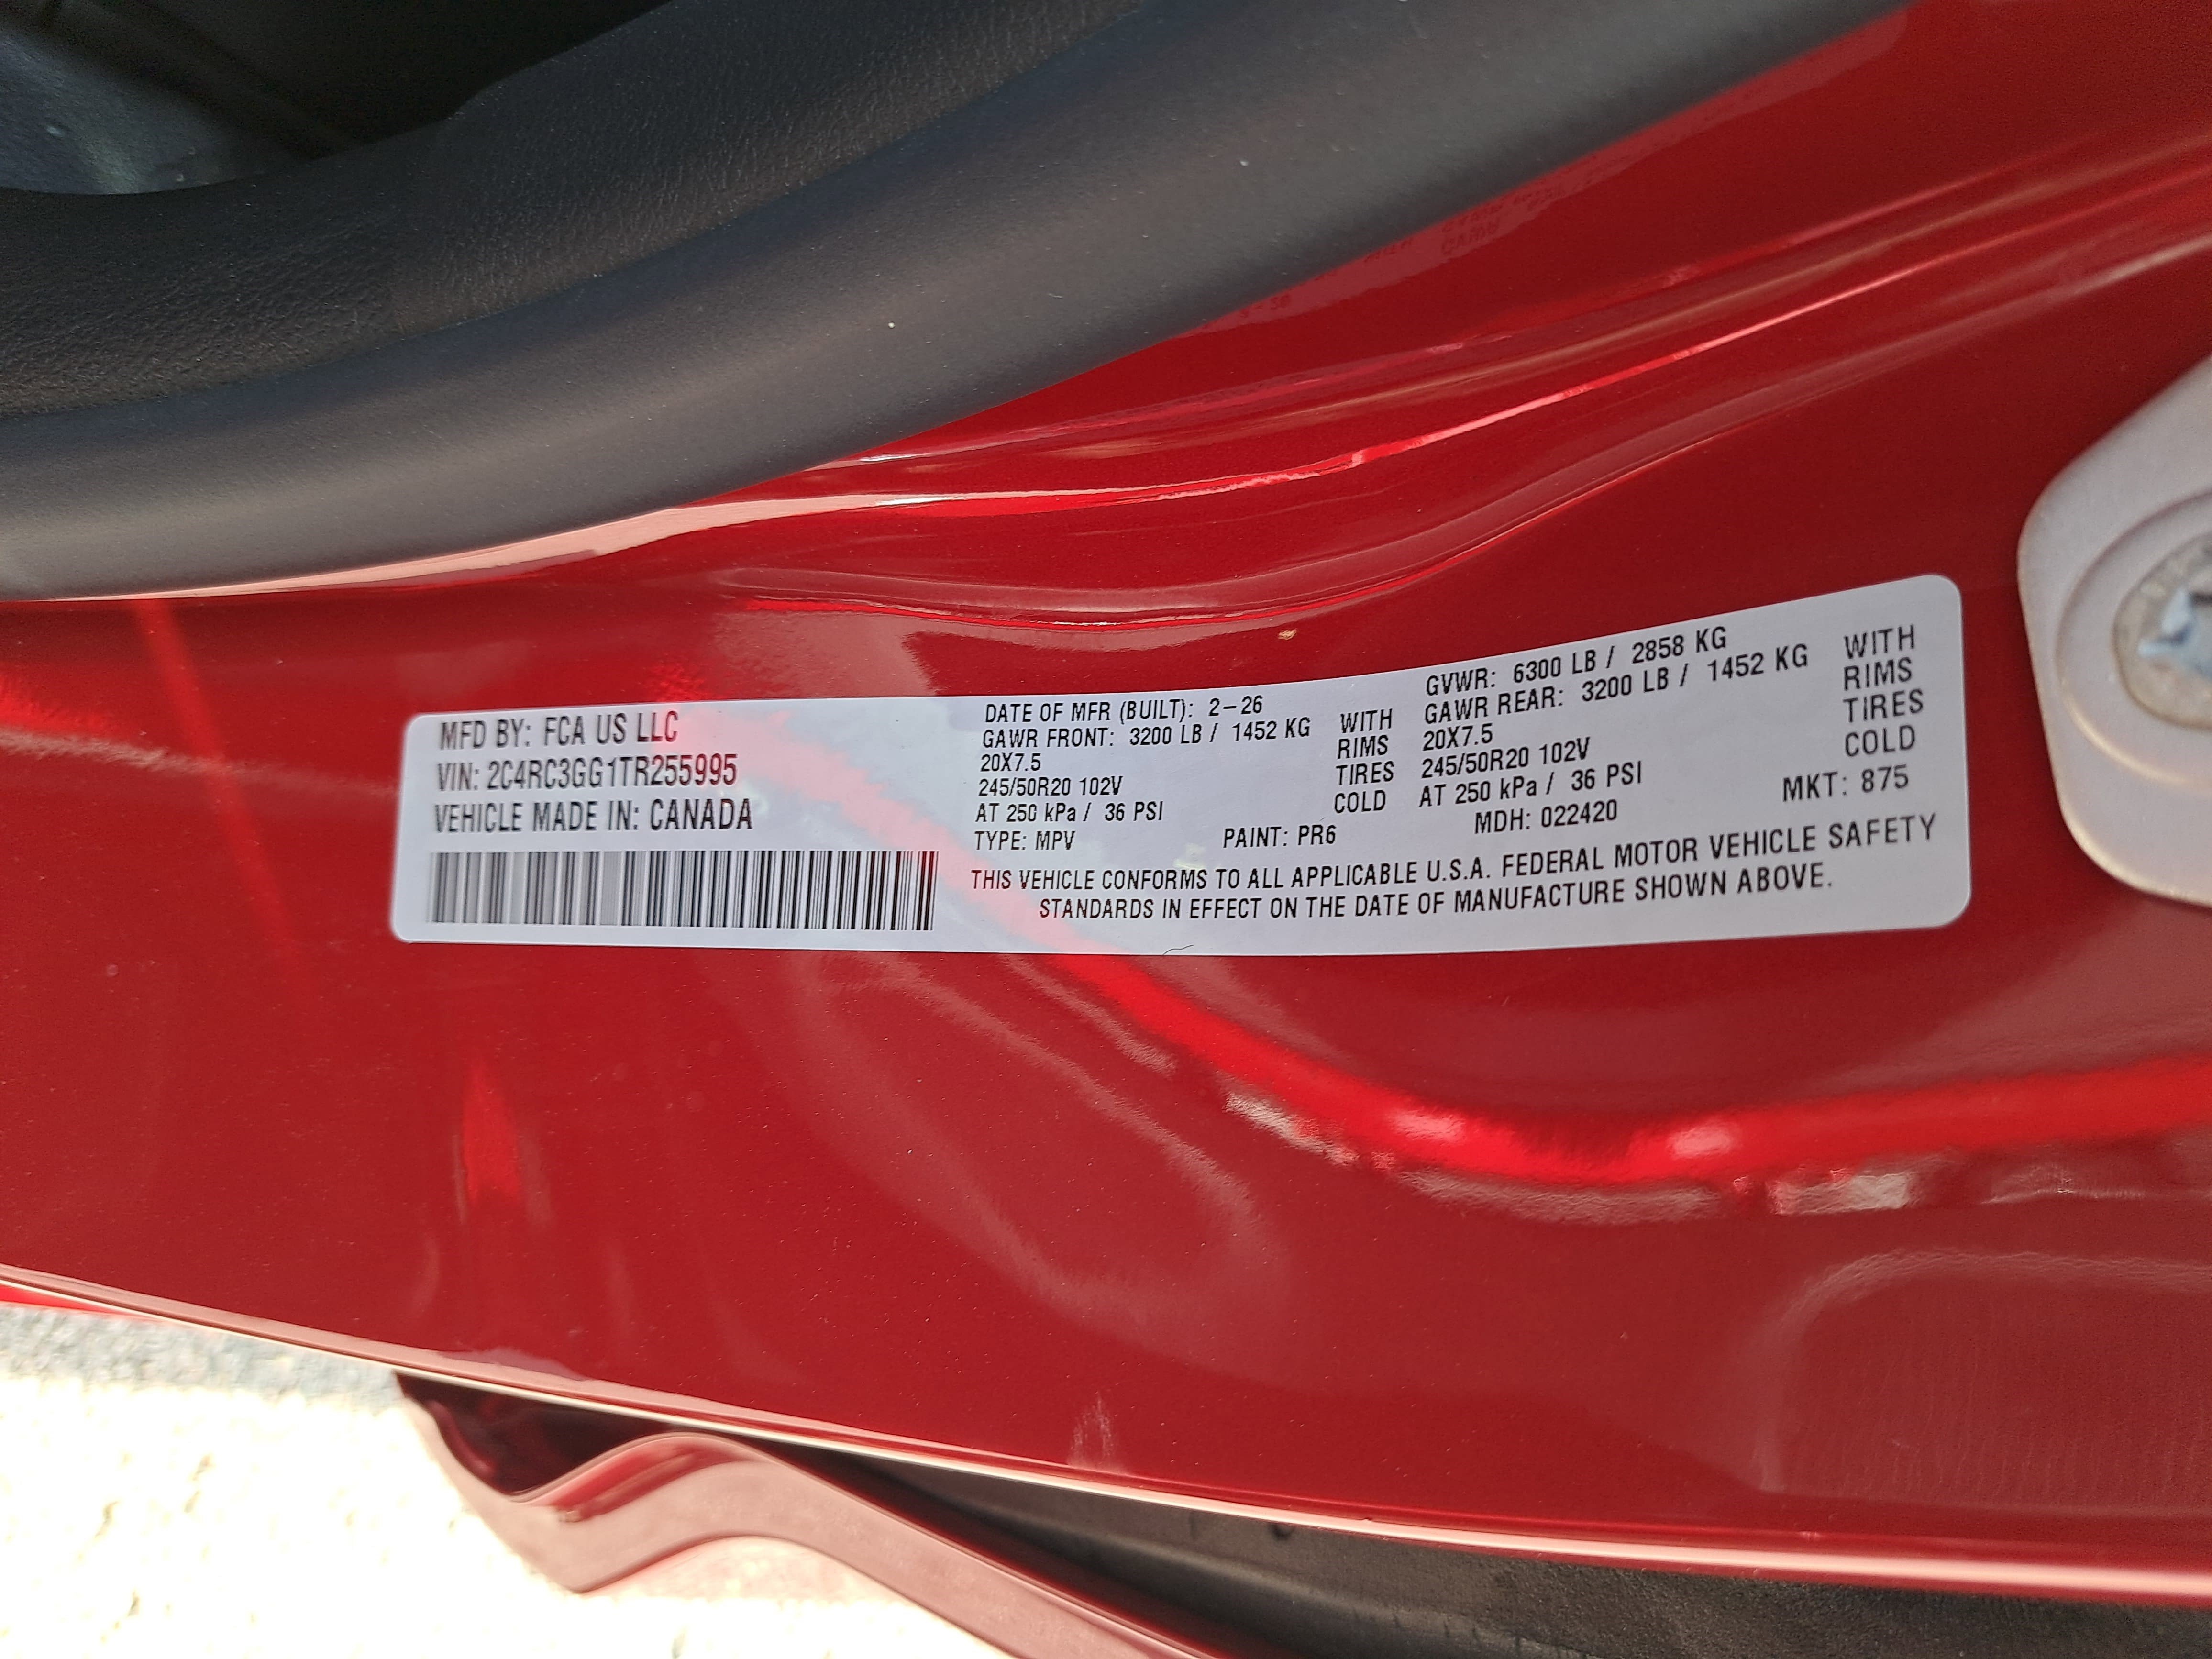 MFD BY: FCA US LLC
VIN: 2C4RC3GG1TR255995
VEHICLE MADE IN: CANADA
DATE OF MFR (BUILT): 2-26
GAWR FRONT: 3200 LB / 1452 KG WITH
20X7.5 RIMS
245/50R20 102V TIRES
AT 250 kPa / 36 PSI COLD
GVWR: 6300 LB / 2858 KG
GAWR REAR: 3200 LB / 1452 KG WITH
20X7.5 RIMS
245/50R20 102V TIRES
AT 250 kPa / 36 PSI COLD
TYPE: MPV PAINT: PR6 MDH: 022420 MKT: 875
THIS VEHICLE CONFORMS TO ALL APPLICABLE U.S.A. FEDERAL MOTOR VEHICLE SAFETY
STANDARDS IN EFFECT ON THE DATE OF MANUFACTURE SHOWN ABOVE.